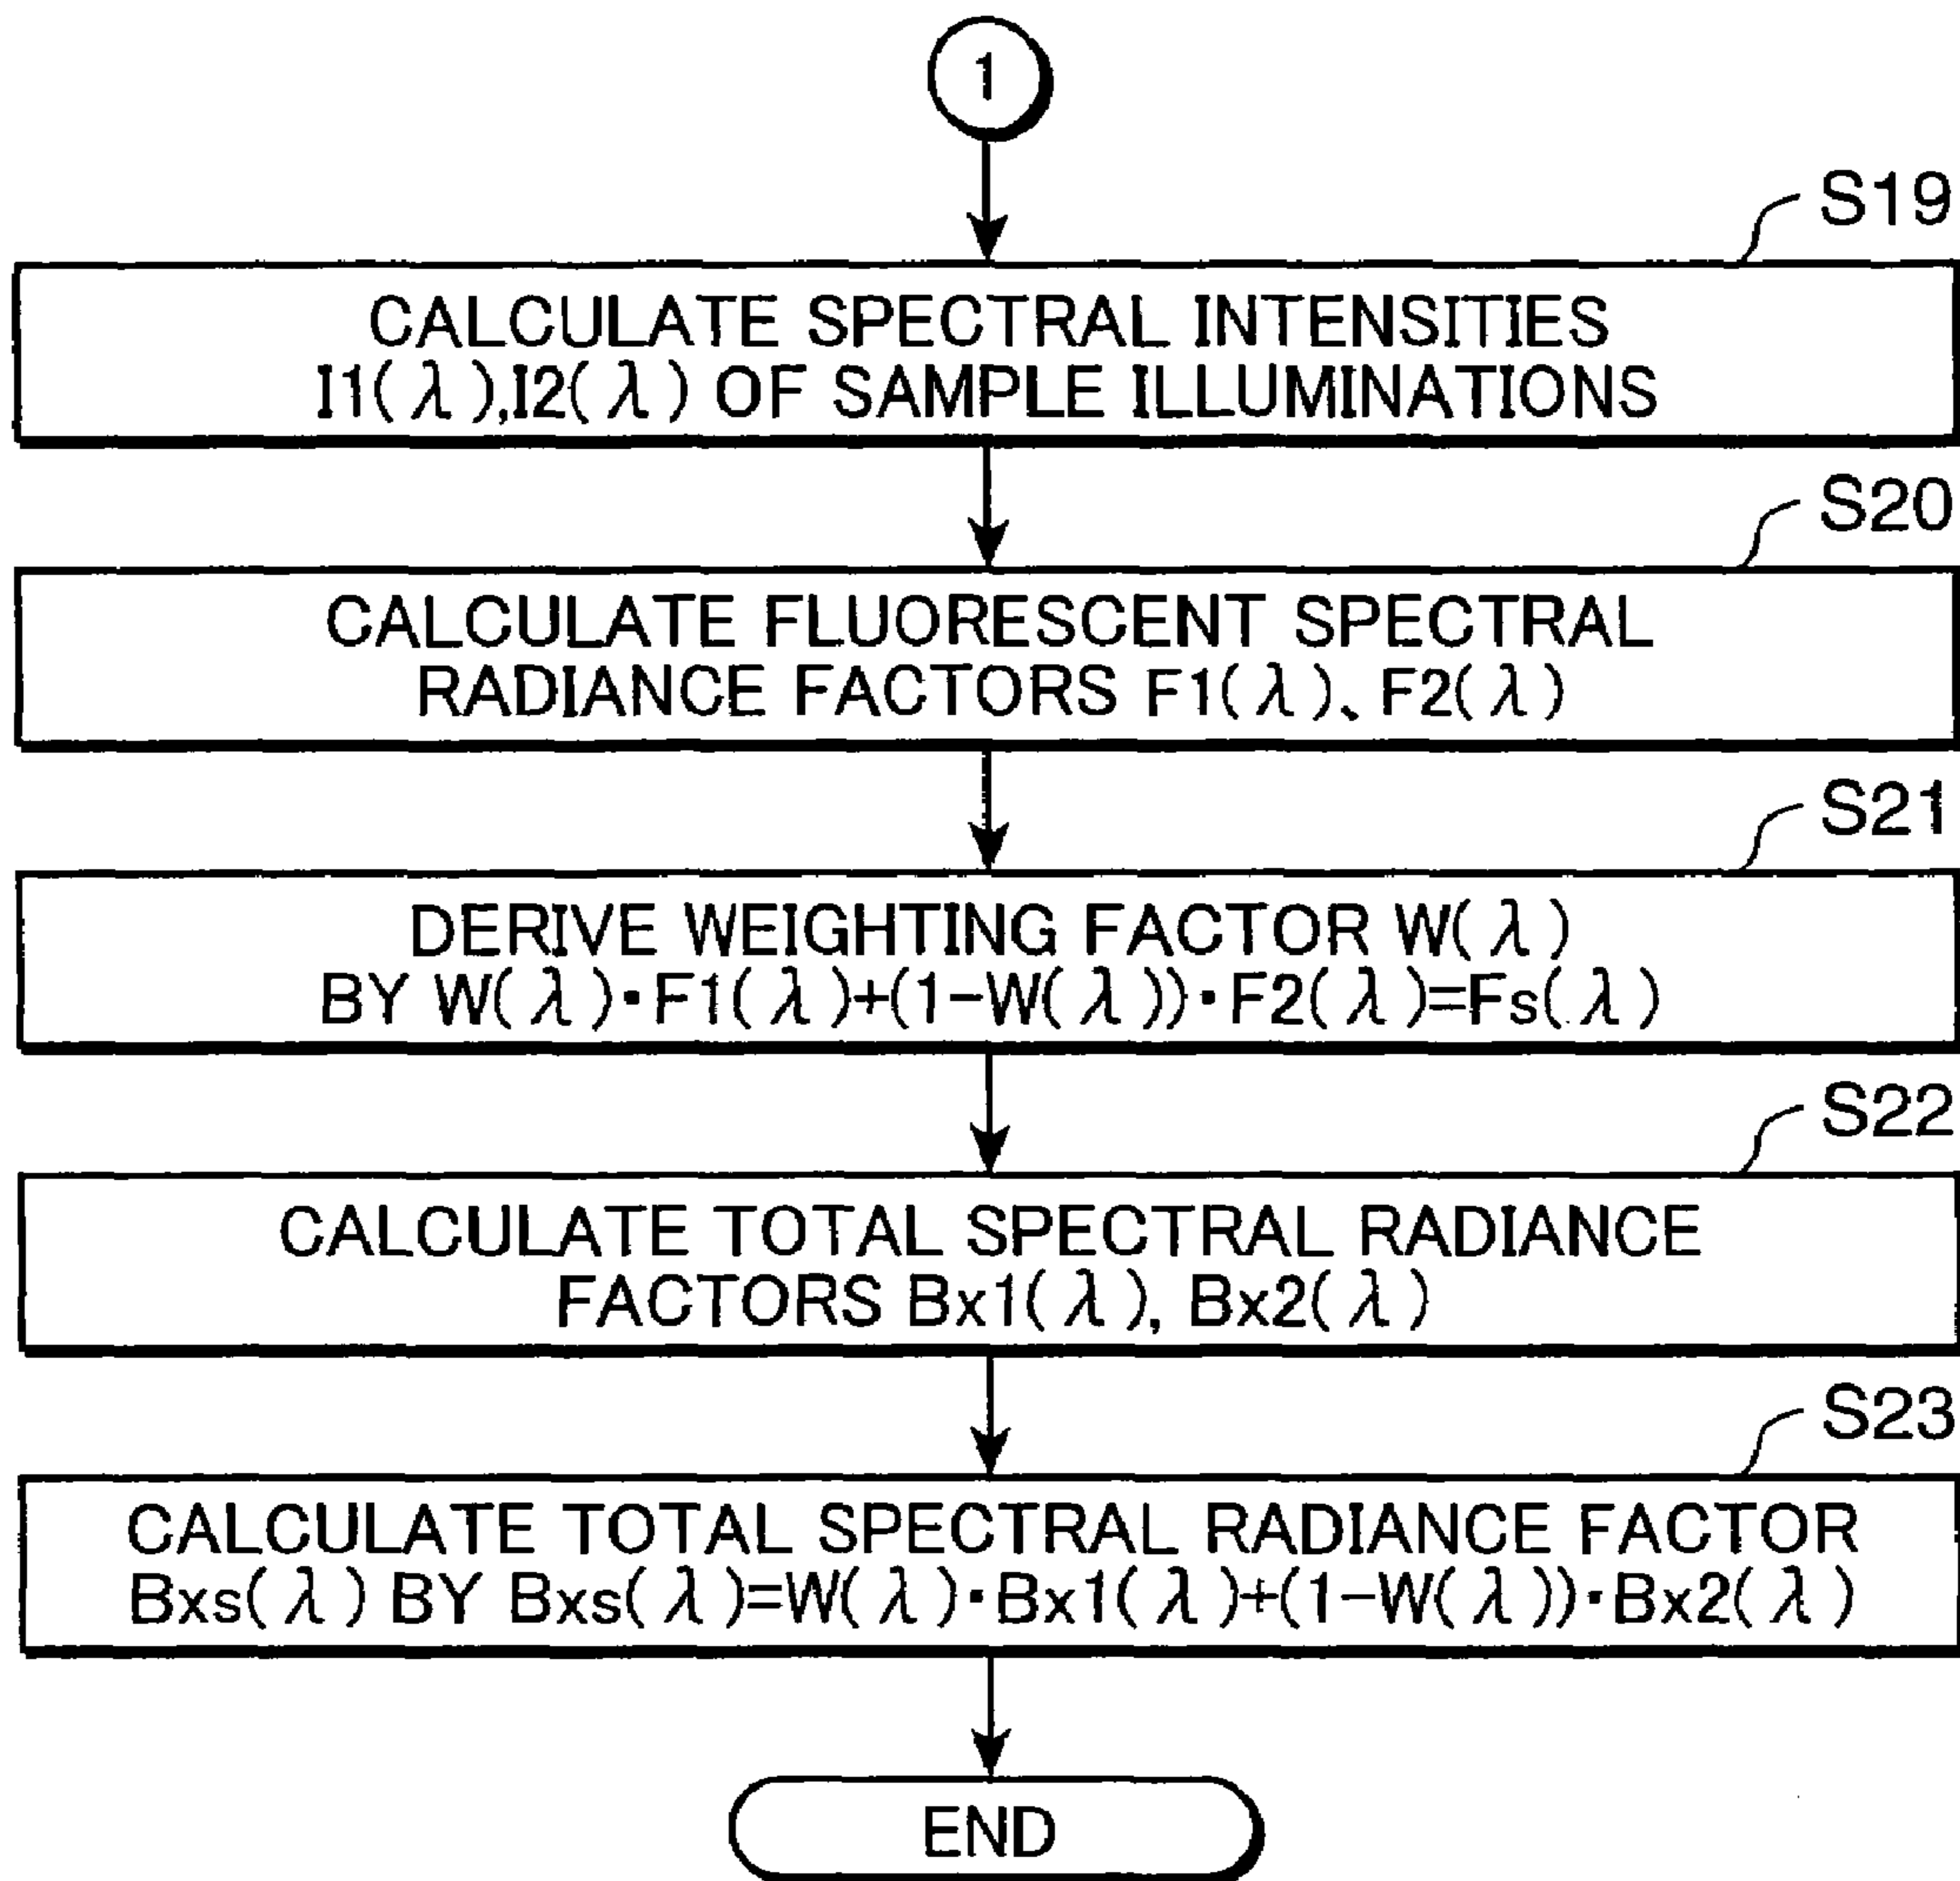 1
S19
CALCULATE SPECTRAL INTENSITIES
I1(λ),I2(λ) OF SAMPLE ILLUMINATIONS
S20
CALCULATE FLUORESCENT SPECTRAL
RADIANCE FACTORS F1(λ)、F2(λ)
S21
DERIVE WEIGHTING FACTOR W(λ)
BY W(λ)·F1(λ)+(1-W(λ))·F2(λ)=Fs(λ)
S22
CALCULATE TOTAL SPECTRAL RADIANCE
FACTORS Bx1(λ), Bx2(λ)
S23
CALCULATE TOTAL SPECTRAL RADIANCE FACTOR
Bxs(λ) BY Bxs(λ)=W(λ)·Bx1(λ)+(1-W(λ))·Bx2(λ)
END